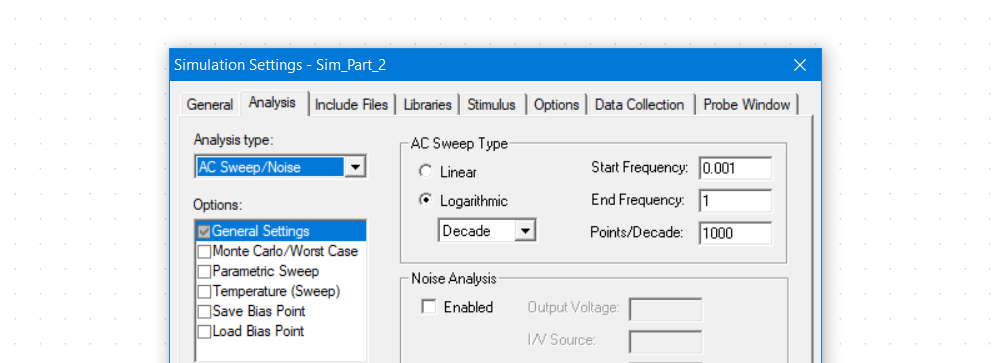 Simulation Settings - Sim_Part_2
General Analysis Include Files Libraries Stimulus Options Data Collection Probe Window
Analysis type:
AC Sweep/Noise
Options:
General Settings
Monte Carlo/Worst Case
Parametric Sweep
Temperature (Sweep)
Save Bias Point
Load Bias Point
AC Sweep Type
Linear
Logarithmic
Decade
Start Frequency: 0.001
End Frequency: 1
Points/Decade: 1000
Noise Analysis
Enabled
Output Voltage:
I/V Source: